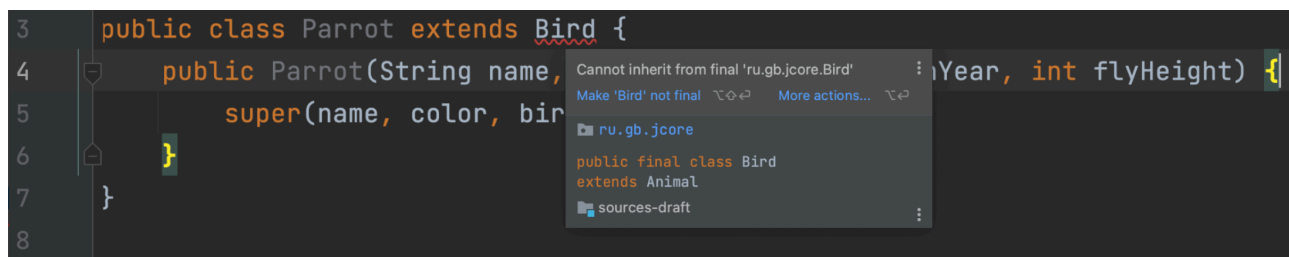 3 public class Parrot extends Bird {
4 public Parrot(String name, nYear, int flyHeight) {
5 super(name, color, bir
6 }
7 }
8
Cannot inherit from final 'ru.gb.jcore.Bird'
Make 'Bird' not final ⌥⇧⏎ More actions... ⌥⏎
ru.gb.jcore
public final class Bird
extends Animal
sources-draft